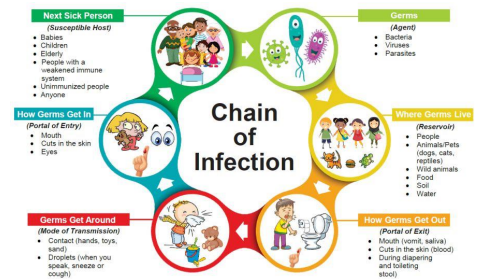 Next Sick Person
(Susceptible Host)
• Babies
• Children
• Elderly
• People with a
weakened immune
system
• Unimmunized people
• Anyone
Germs
(Agent)
• Bacteria
• Viruses
• Parasites
How Germs Get In
(Portal of Entry)
• Mouth
• Cuts in the skin
• Eyes
Chain
of
Infection
Where Germs Live
(Reservoir)
• People
• Animals/Pets
(dogs, cats,
reptiles)
• Wild animals
• Food
• Soil
• Water
Germs Get Around
(Mode of Transmission)
• Contact (hands, toys,
sand)
• Droplets (when you
speak, sneeze or
cough)
How Germs Get Out
(Portal of Exit)
• Mouth (vomit, saliva)
• Cuts in the skin (blood)
• During diapering
and toileting
stool)